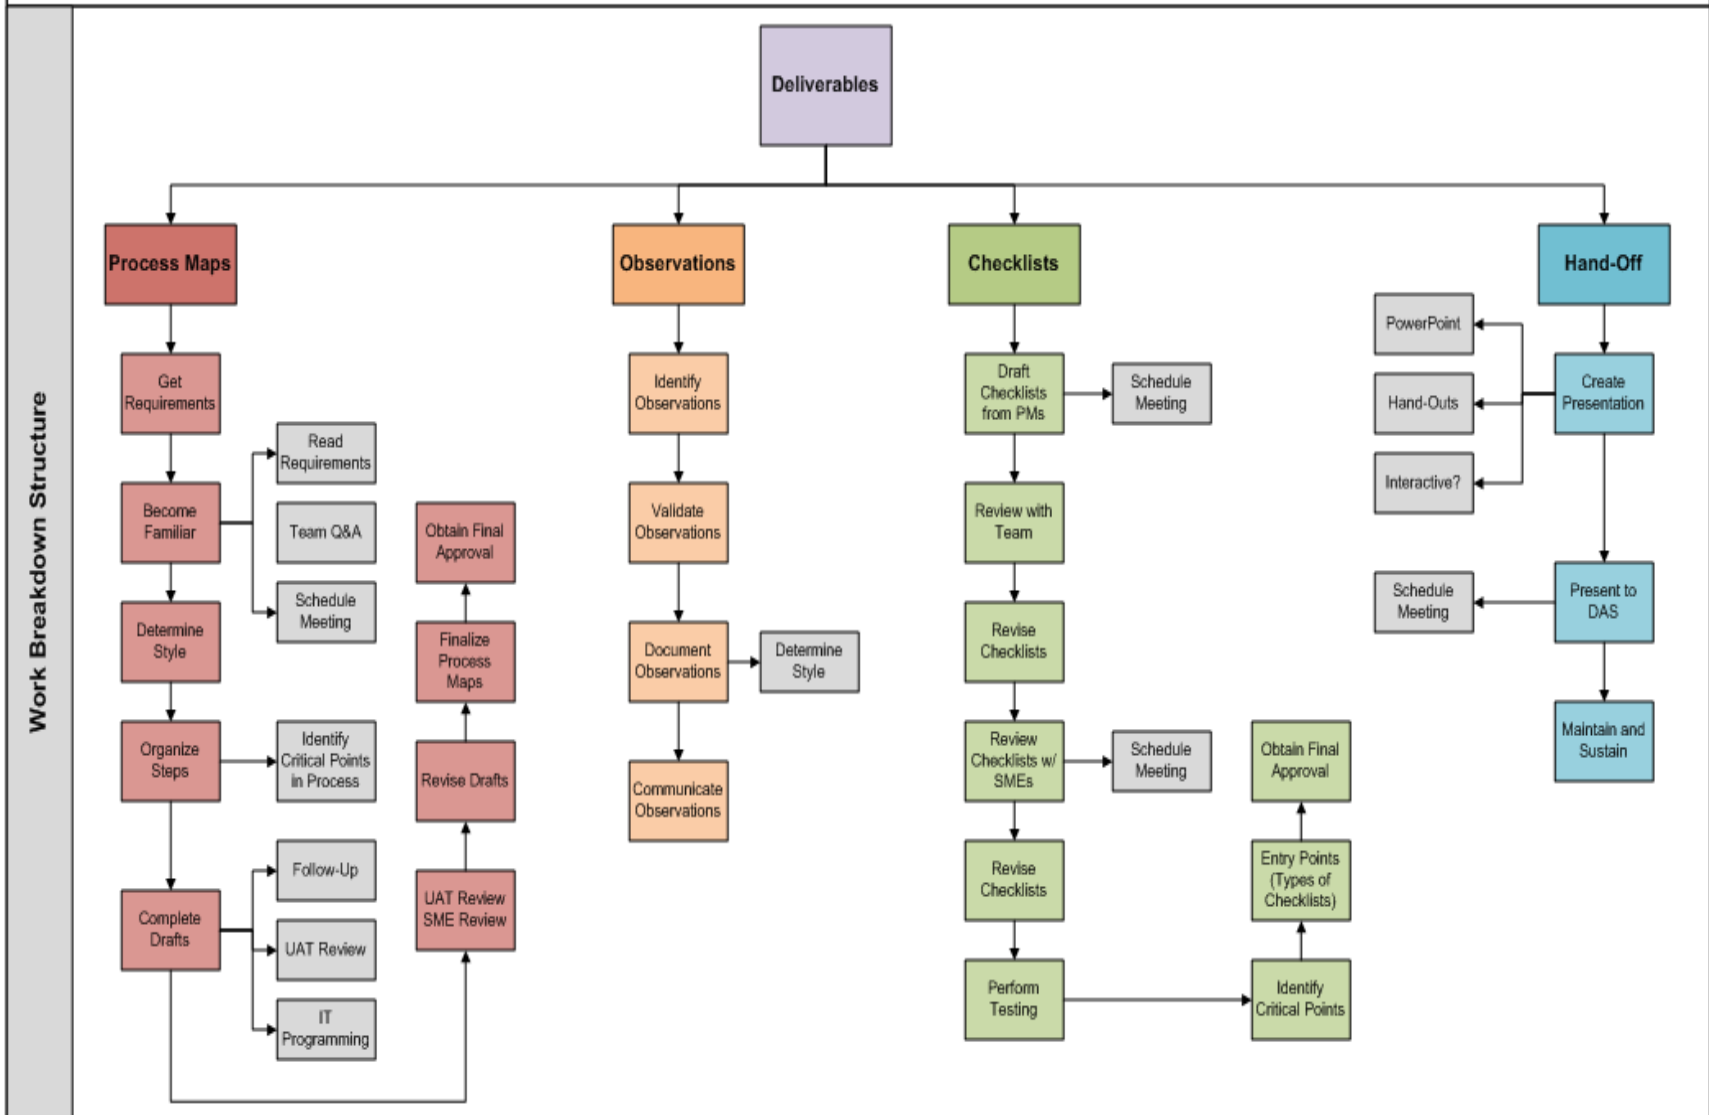 Work Breakdown Structure
Deliverables
Process Maps
Get
Requirements
Become
Familiar
Read
Requirements
Team Q&A
Schedule
Meeting
Determine
Style
Organize
Steps
Identify
Critical Points
in Process
Complete
Drafts
Follow-Up
UAT Review
IT
Programming
UAT Review
SME Review
Revise Drafts
Finalize
Process
Maps
Obtain Final
Approval
Observations
Identify
Observations
Validate
Observations
Document
Observations
Determine
Style
Communicate
Observations
Checklists
Draft
Checklists
from PMs
Schedule
Meeting
Review with
Team
Revise
Checklists
Review
Checklists w/
SMEs
Schedule
Meeting
Revise
Checklists
Perform
Testing
Identify
Critical Points
Entry Points
(Types of
Checklists)
Obtain Final
Approval
Hand-Off
Create
Presentation
PowerPoint
Hand-Outs
Interactive?
Present to
DAS
Schedule
Meeting
Maintain and
Sustain